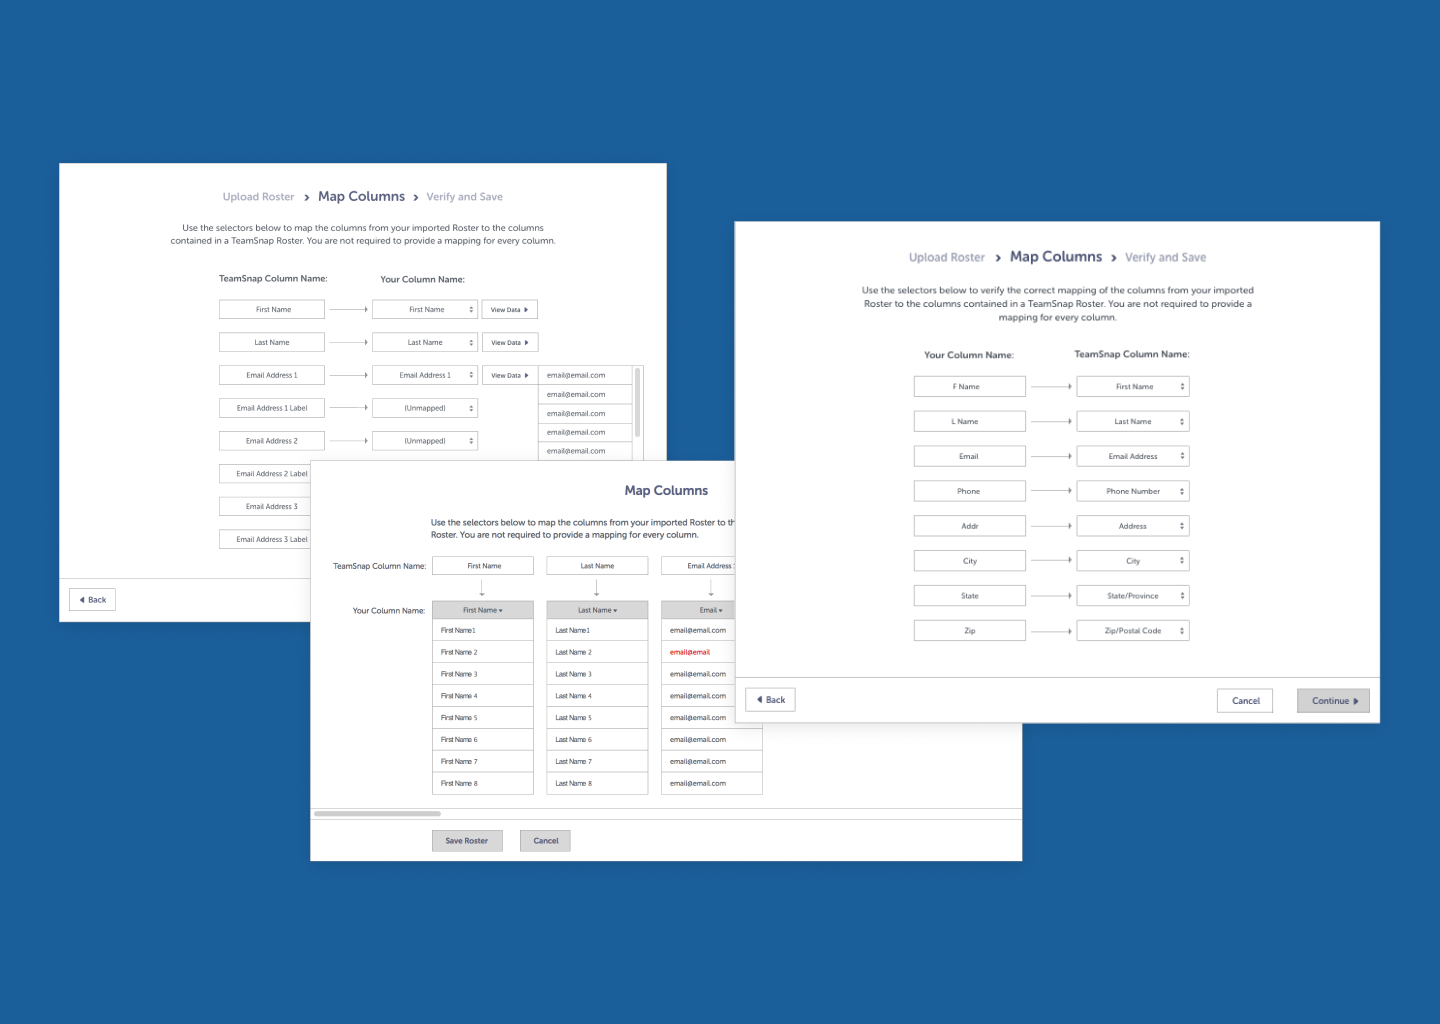 Upload Roster > Map Columns > Verify and Save
Use the selectors below to map the columns from your imported Roster to the columns
contained in a TeamSnap Roster. You are not required to provide a mapping for every column.
TeamSnap Column Name: Your Column Name:
First Name First Name View Data
Last Name Last Name View Data
Email Address 1 Email Address 1 View Data email@email.com
email@email.com
Email Address 1 Label (Unmapped) email@email.com
email@email.com
Email Address 2 (Unmapped) email@email.com
Email Address 2 Label
Email Address 3
Email Address 3 Label
Back
Map Columns
Use the selectors below to map the columns from your imported Roster to th
Roster. You are not required to provide a mapping for every column.
TeamSnap Column Name: First Name Last Name Email Address
Your Column Name: First Name Last Name Email
First Name1 Last Name1 email@email.com
First Name 2 Last Name 2 email@email
First Name 3 Last Name 3 email@email.com
First Name 4 Last Name 4 email@email.com
First Name 5 Last Name 5 email@email.com
First Name 6 Last Name 6 email@email.com
First Name 7 Last Name 7 email@email.com
First Name 8 Last Name 8 email@email.com
Save Roster Cancel
Upload Roster > Map Columns > Verify and Save
Use the selectors below to verify the correct mapping of the columns from your imported
Roster to the columns contained in a TeamSnap Roster. You are not required to provide a
mapping for every column.
Your Column Name: TeamSnap Column Name:
F Name First Name
L Name Last Name
Email Email Address
Phone Phone Number
Addr Address
City City
State State/Province
Zip Zip/Postal Code
Back Cancel Continue